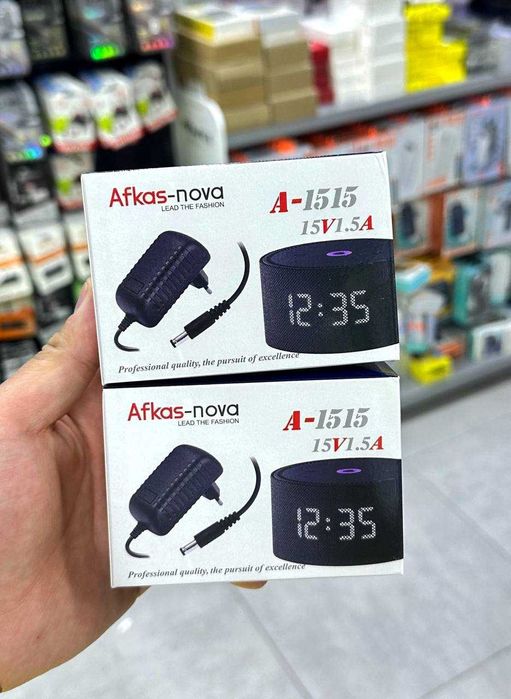 Afkas-nova
LEAD THE FASHION
A-1515
15V1.5A
12:35
Professional quality, the pursuit of excellence
Afkas-nova
LEAD THE FASHION
A-1515
15V1.5A
12:35
Professional quality, the pursuit of excellence